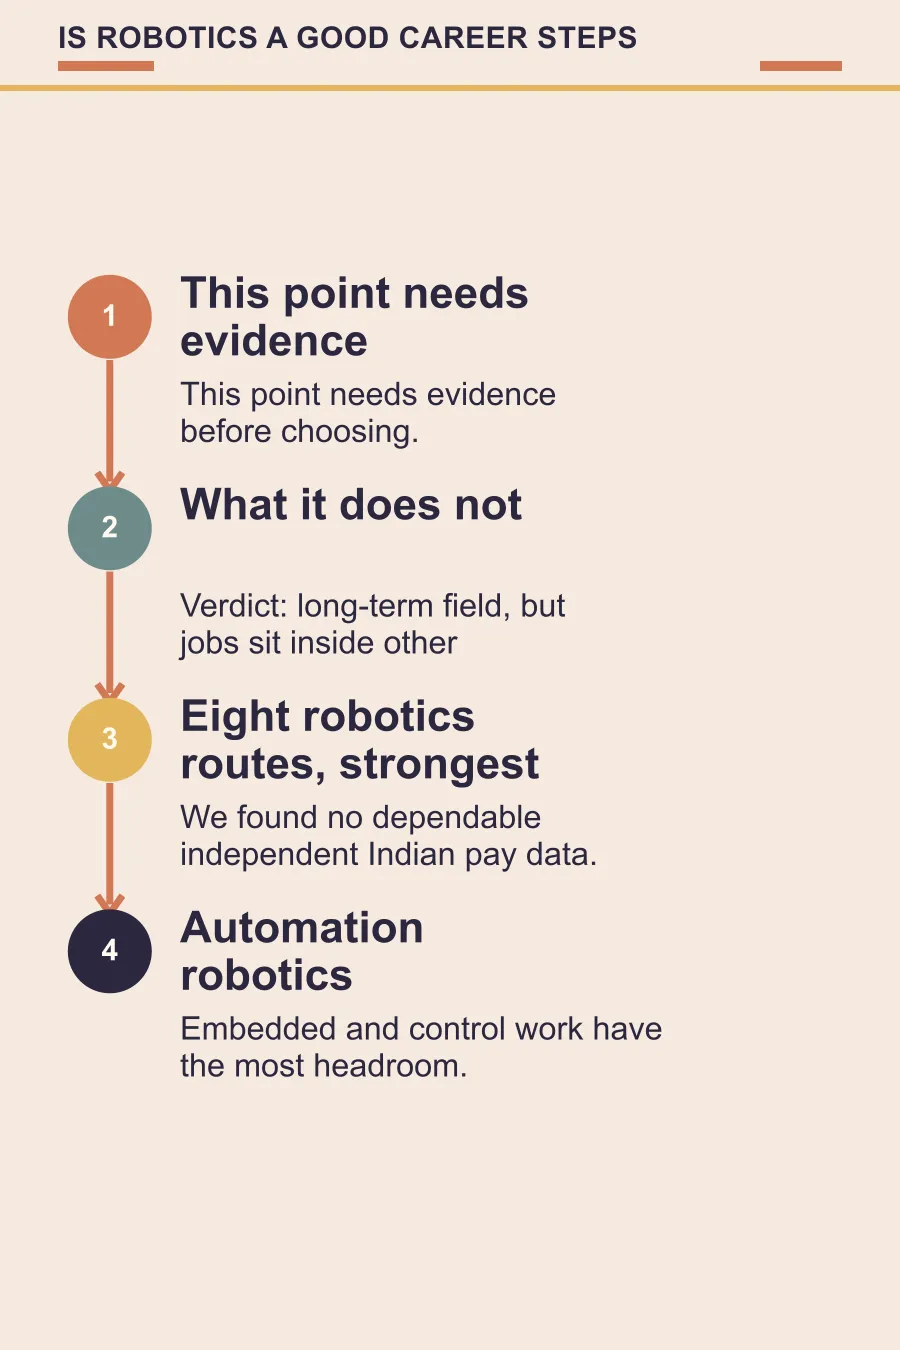 IS ROBOTICS A GOOD CAREER STEPS
1
This point needs
evidence
This point needs evidence
before choosing.
2
What it does not
Verdict: long-term field, but
jobs sit inside other
3
Eight robotics
routes, strongest
We found no dependable
independent Indian pay data.
4
Automation
robotics
Embedded and control work have
the most headroom.